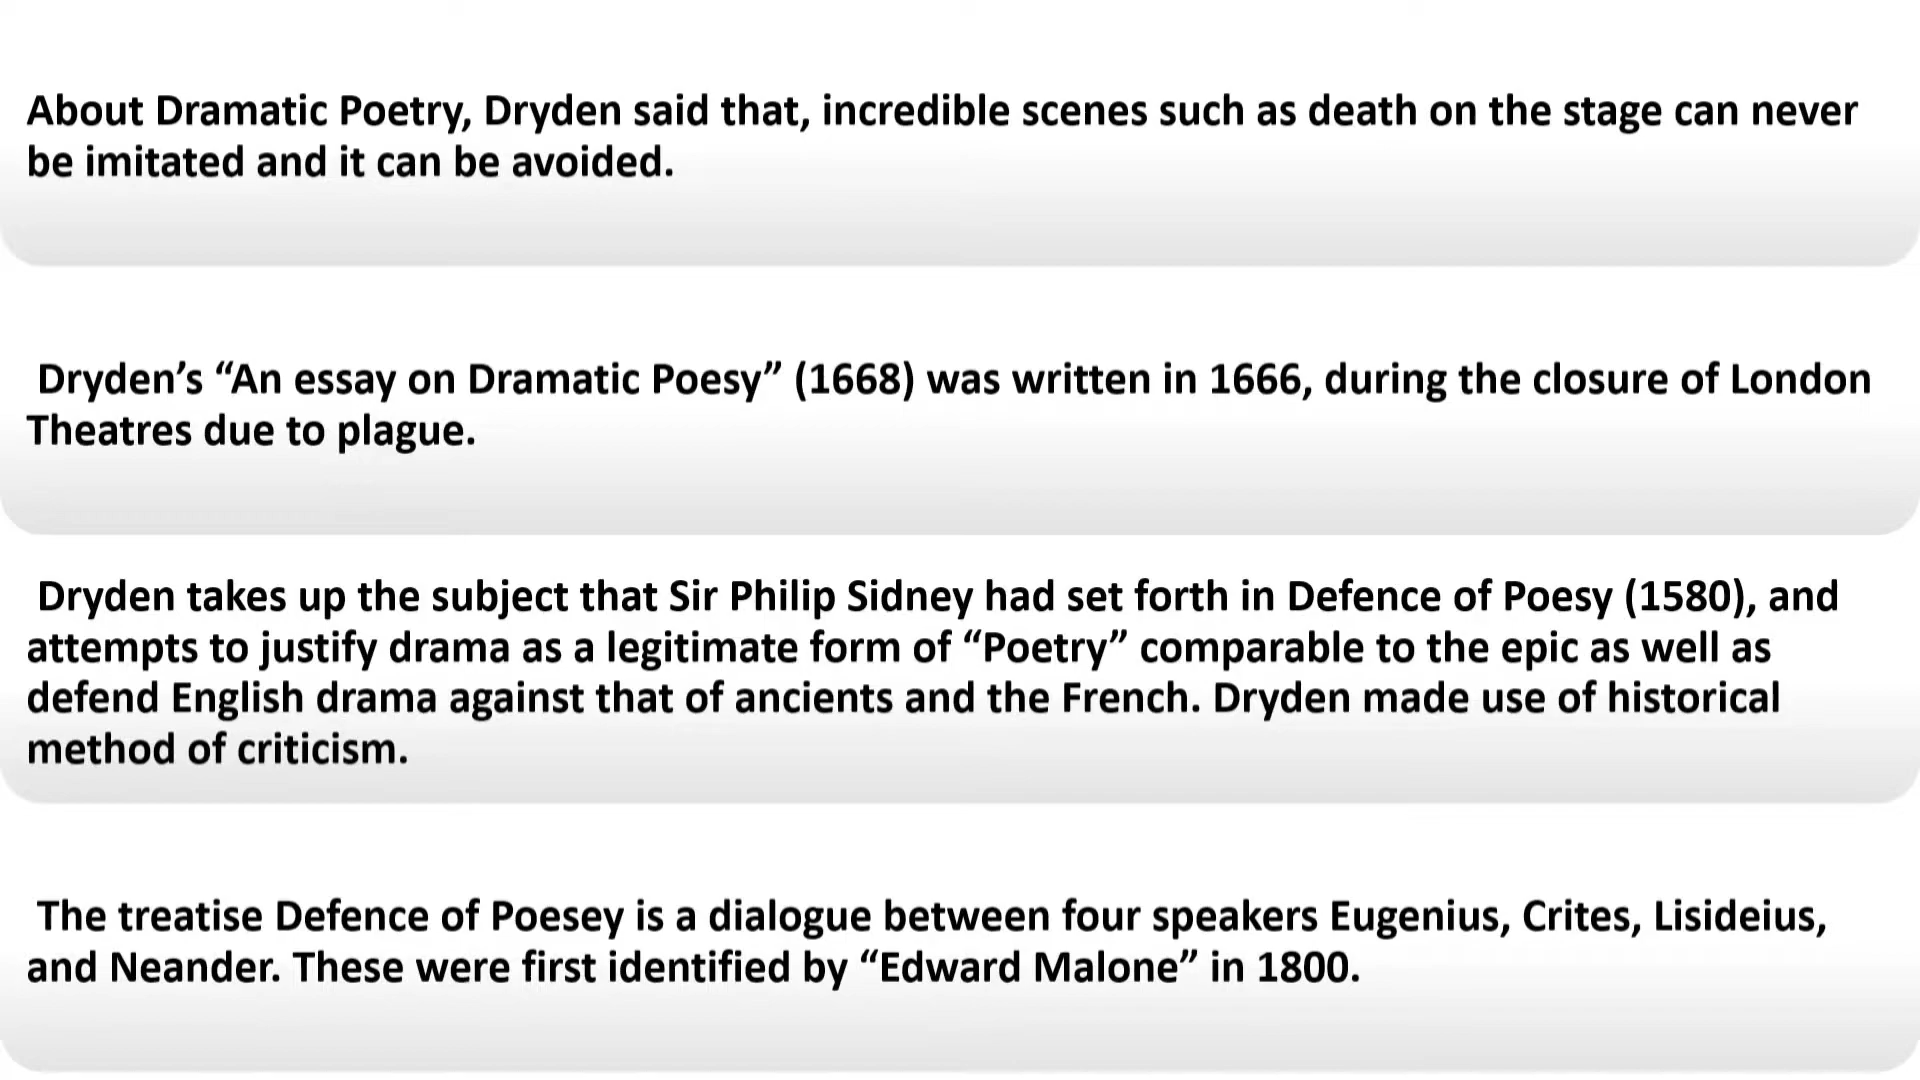 About Dramatic Poetry, Dryden said that, incredible scenes such as death on the stage can never
be imitated and it can be avoided.
Dryden’s “An essay on Dramatic Poesy” (1668) was written in 1666, during the closure of London
Theatres due to plague.
Dryden takes up the subject that Sir Philip Sidney had set forth in Defence of Poesy (1580), and
attempts to justify drama as a legitimate form of “Poetry” comparable to the epic as well as
defend English drama against that of ancients and the French. Dryden made use of historical
method of criticism.
The treatise Defence of Poesey is a dialogue between four speakers Eugenius, Crites, Lisideius,
and Neander. These were first identified by “Edward Malone” in 1800.